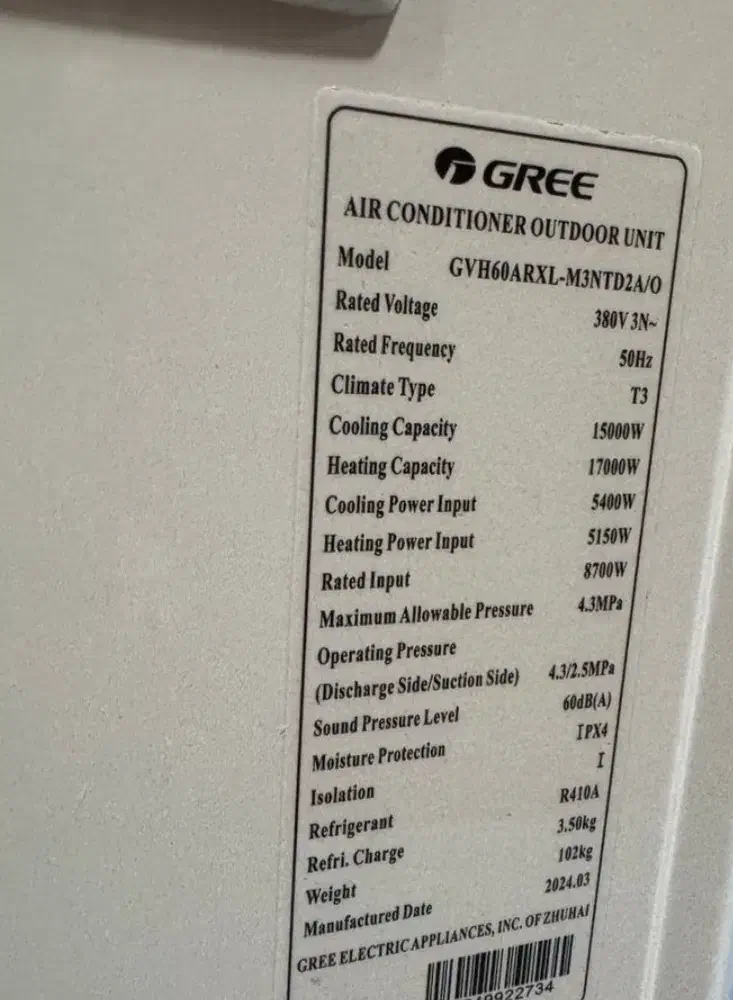 GREE
AIR CONDITIONER OUTDOOR UNIT
Model GVH60ARXL-M3NTD2A/O
Rated Voltage 380V 3N~
Rated Frequency 50Hz
Climate Type T3
Cooling Capacity 15000W
Heating Capacity 17000W
Cooling Power Input 5400W
Heating Power Input 5150W
Rated Input 8700W
Maximum Allowable Pressure 4.3MPa
Operating Pressure
(Discharge Side/Suction Side) 4.3/2.5MPa
Sound Pressure Level 60dB(A)
Moisture Protection IPX4
Isolation I
Refrigerant R410A
Refri. Charge 3.50kg
Weight 102kg
Manufactured Date 2024.03
GREE ELECTRIC APPLIANCES, INC. OF ZHUHAI